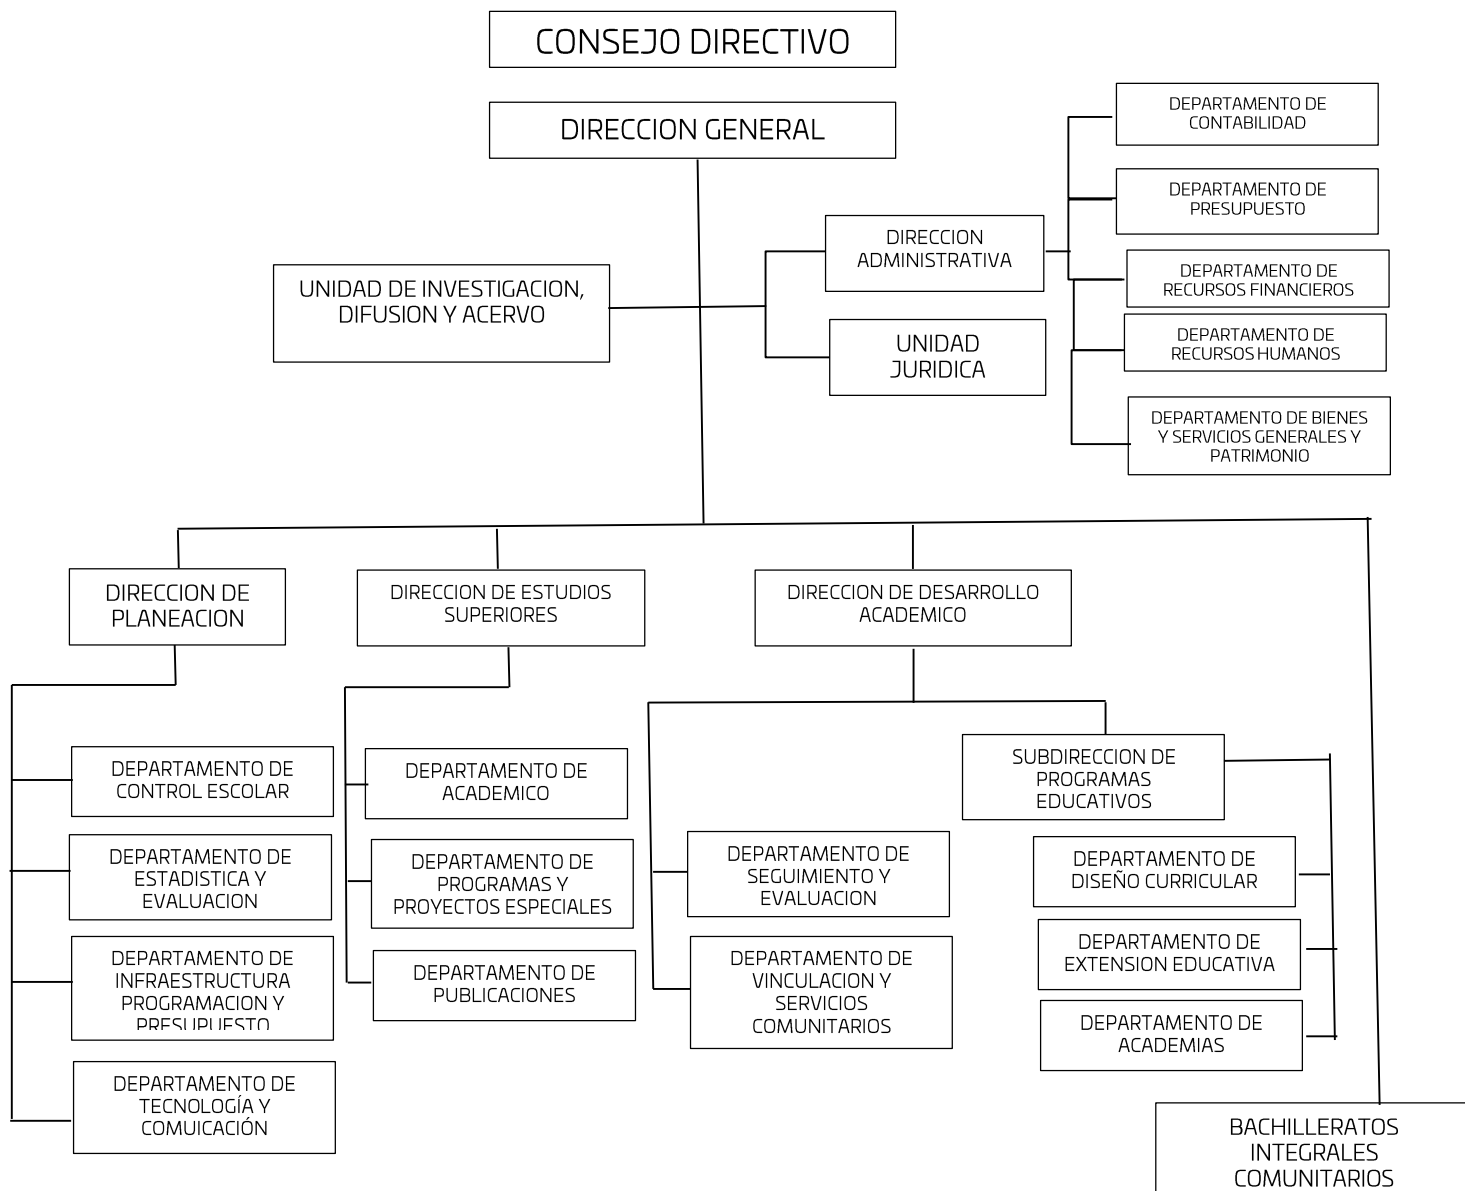 CONSEJO DIRECTIVO
DIRECCION GENERAL
DEPARTAMENTO DE
CONTABILIDAD
DEPARTAMENTO DE
PRESUPUESTO
DIRECCION
ADMINISTRATIVA
UNIDAD DE INVESTIGACION,
DIFUSION Y ACERVO
DEPARTAMENTO DE
RECURSOS FINANCIEROS
UNIDAD
JURIDICA
DEPARTAMENTO DE
RECURSOS HUMANOS
DEPARTAMENTO DE BIENES
Y SERVICIOS GENERALES Y
PATRIMONIO
DIRECCION DE
PLANEACION
DIRECCION DE ESTUDIOS
SUPERIORES
DIRECCION DE DESARROLLO
ACADEMICO
DEPARTAMENTO DE
CONTROL ESCOLAR
DEPARTAMENTO DE
ESTADISTICA Y
EVALUACION
DEPARTAMENTO DE
INFRAESTRUCTURA
PROGRAMACION Y
PRESUPUESTO
DEPARTAMENTO DE
TECNOLOGÍA Y
COMUICACIÓN
DEPARTAMENTO DE
ACADEMICO
DEPARTAMENTO DE
PROGRAMAS Y
PROYECTOS ESPECIALES
DEPARTAMENTO DE
PUBLICACIONES
DEPARTAMENTO DE
SEGUIMIENTO Y
EVALUACION
DEPARTAMENTO DE
VINCULACION Y
SERVICIOS
COMUNITARIOS
SUBDIRECCION DE
PROGRAMAS
EDUCATIVOS
DEPARTAMENTO DE
DISEÑO CURRICULAR
DEPARTAMENTO DE
EXTENSION EDUCATIVA
DEPARTAMENTO DE
ACADEMIAS
BACHILLERATOS
INTEGRALES
COMUNITARIOS